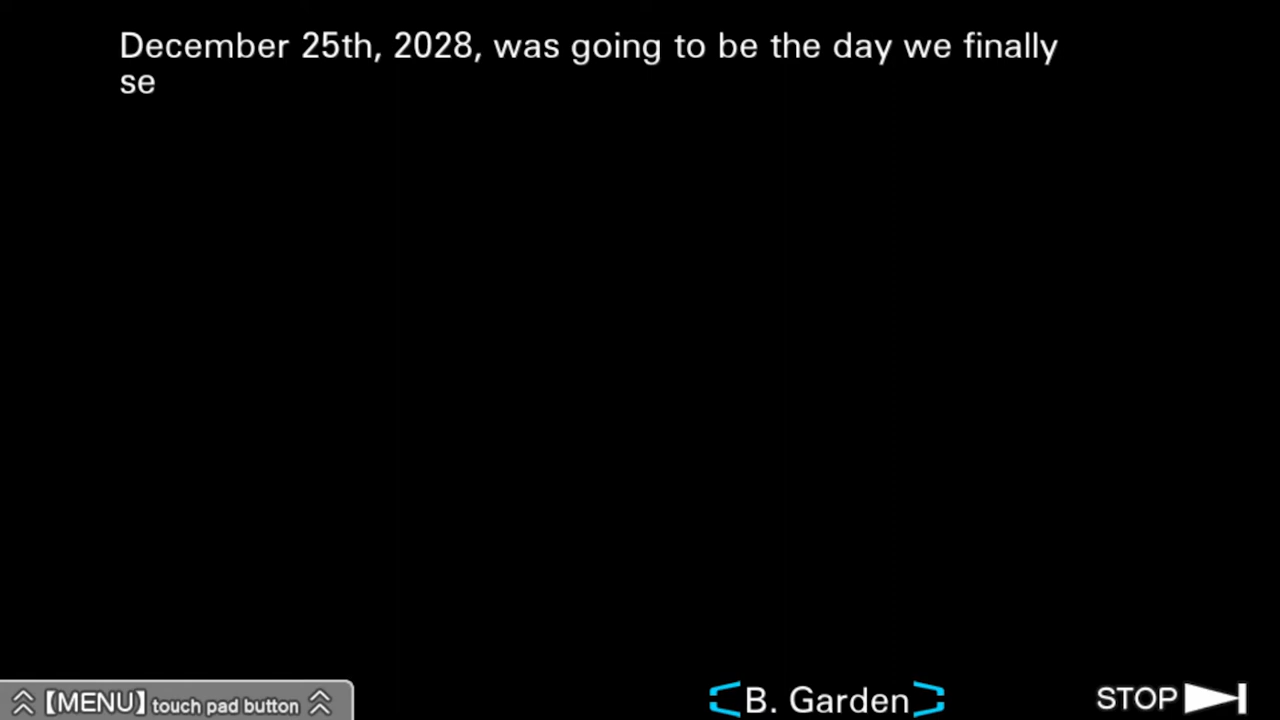 December 25th, 2028, was going to be the day we finally
se
【MENU】touch pad button
B. Garden
STOP